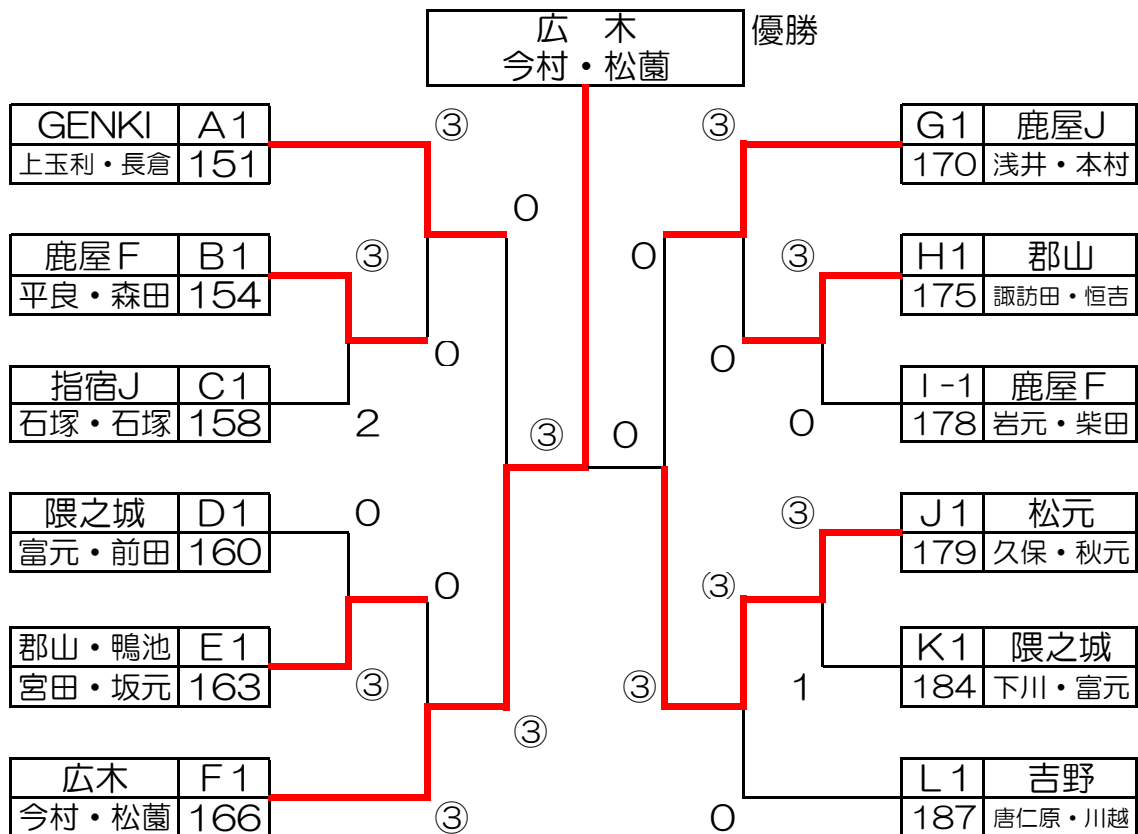 広 木
今村・松薗
優勝
GENKI A1
上玉利・長倉 151
③
③
G1 鹿屋J
170 浅井・本村
0
鹿屋F B1
平良・森田 154
③
0
③
H1 郡山
175 諏訪田・恒吉
0
0
指宿J C1
石塚・石塚 158
2
③
0
0
I-1 鹿屋F
178 岩元・柴田
隈之城 D1
富元・前田 160
0
③
J1 松元
179 久保・秋元
0
③
郡山・鴨池 E1
宮田・坂元 163
③
③
1
K1 隈之城
184 下川・富元
③
広木 F1
今村・松薗 166
③
0
L1 吉野
187 唐仁原・川越